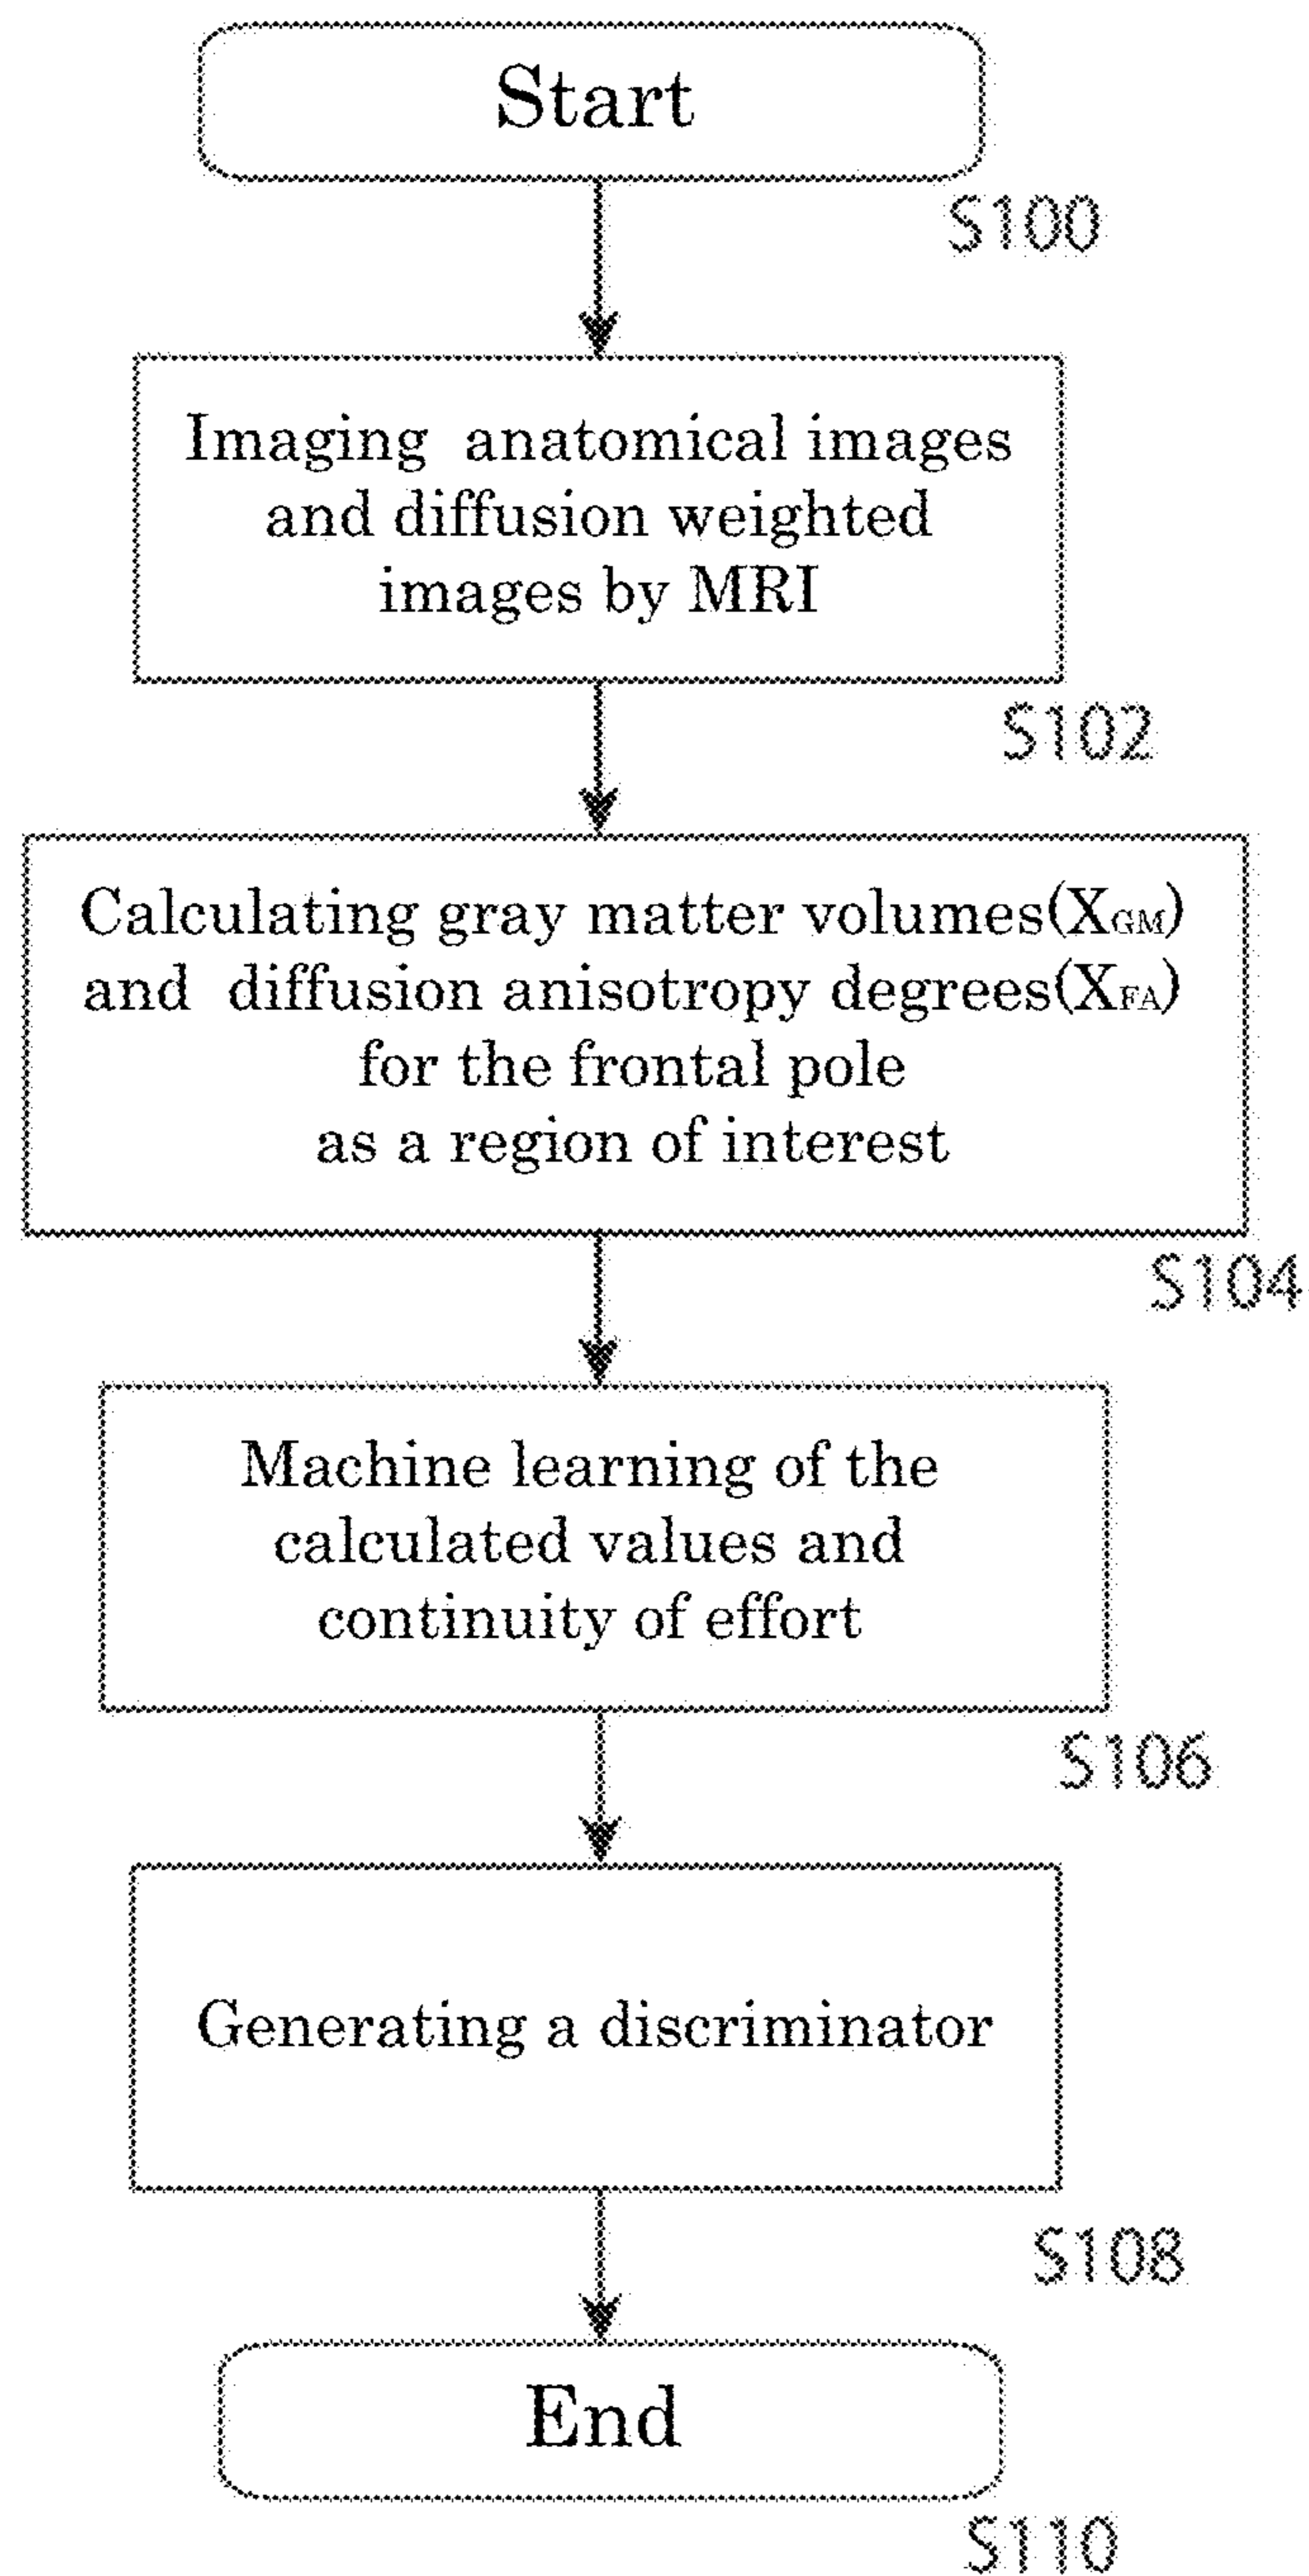 Start
S100
Imaging anatomical images
and diffusion weighted
images by MRI
S102
Calculating gray matter volumes(XGM)
and diffusion anisotropy degrees(XFA)
for the frontal pole
as a region of interest
S104
Machine learning of the
calculated values and
continuity of effort
S106
Generating a discriminator
S108
End
S110